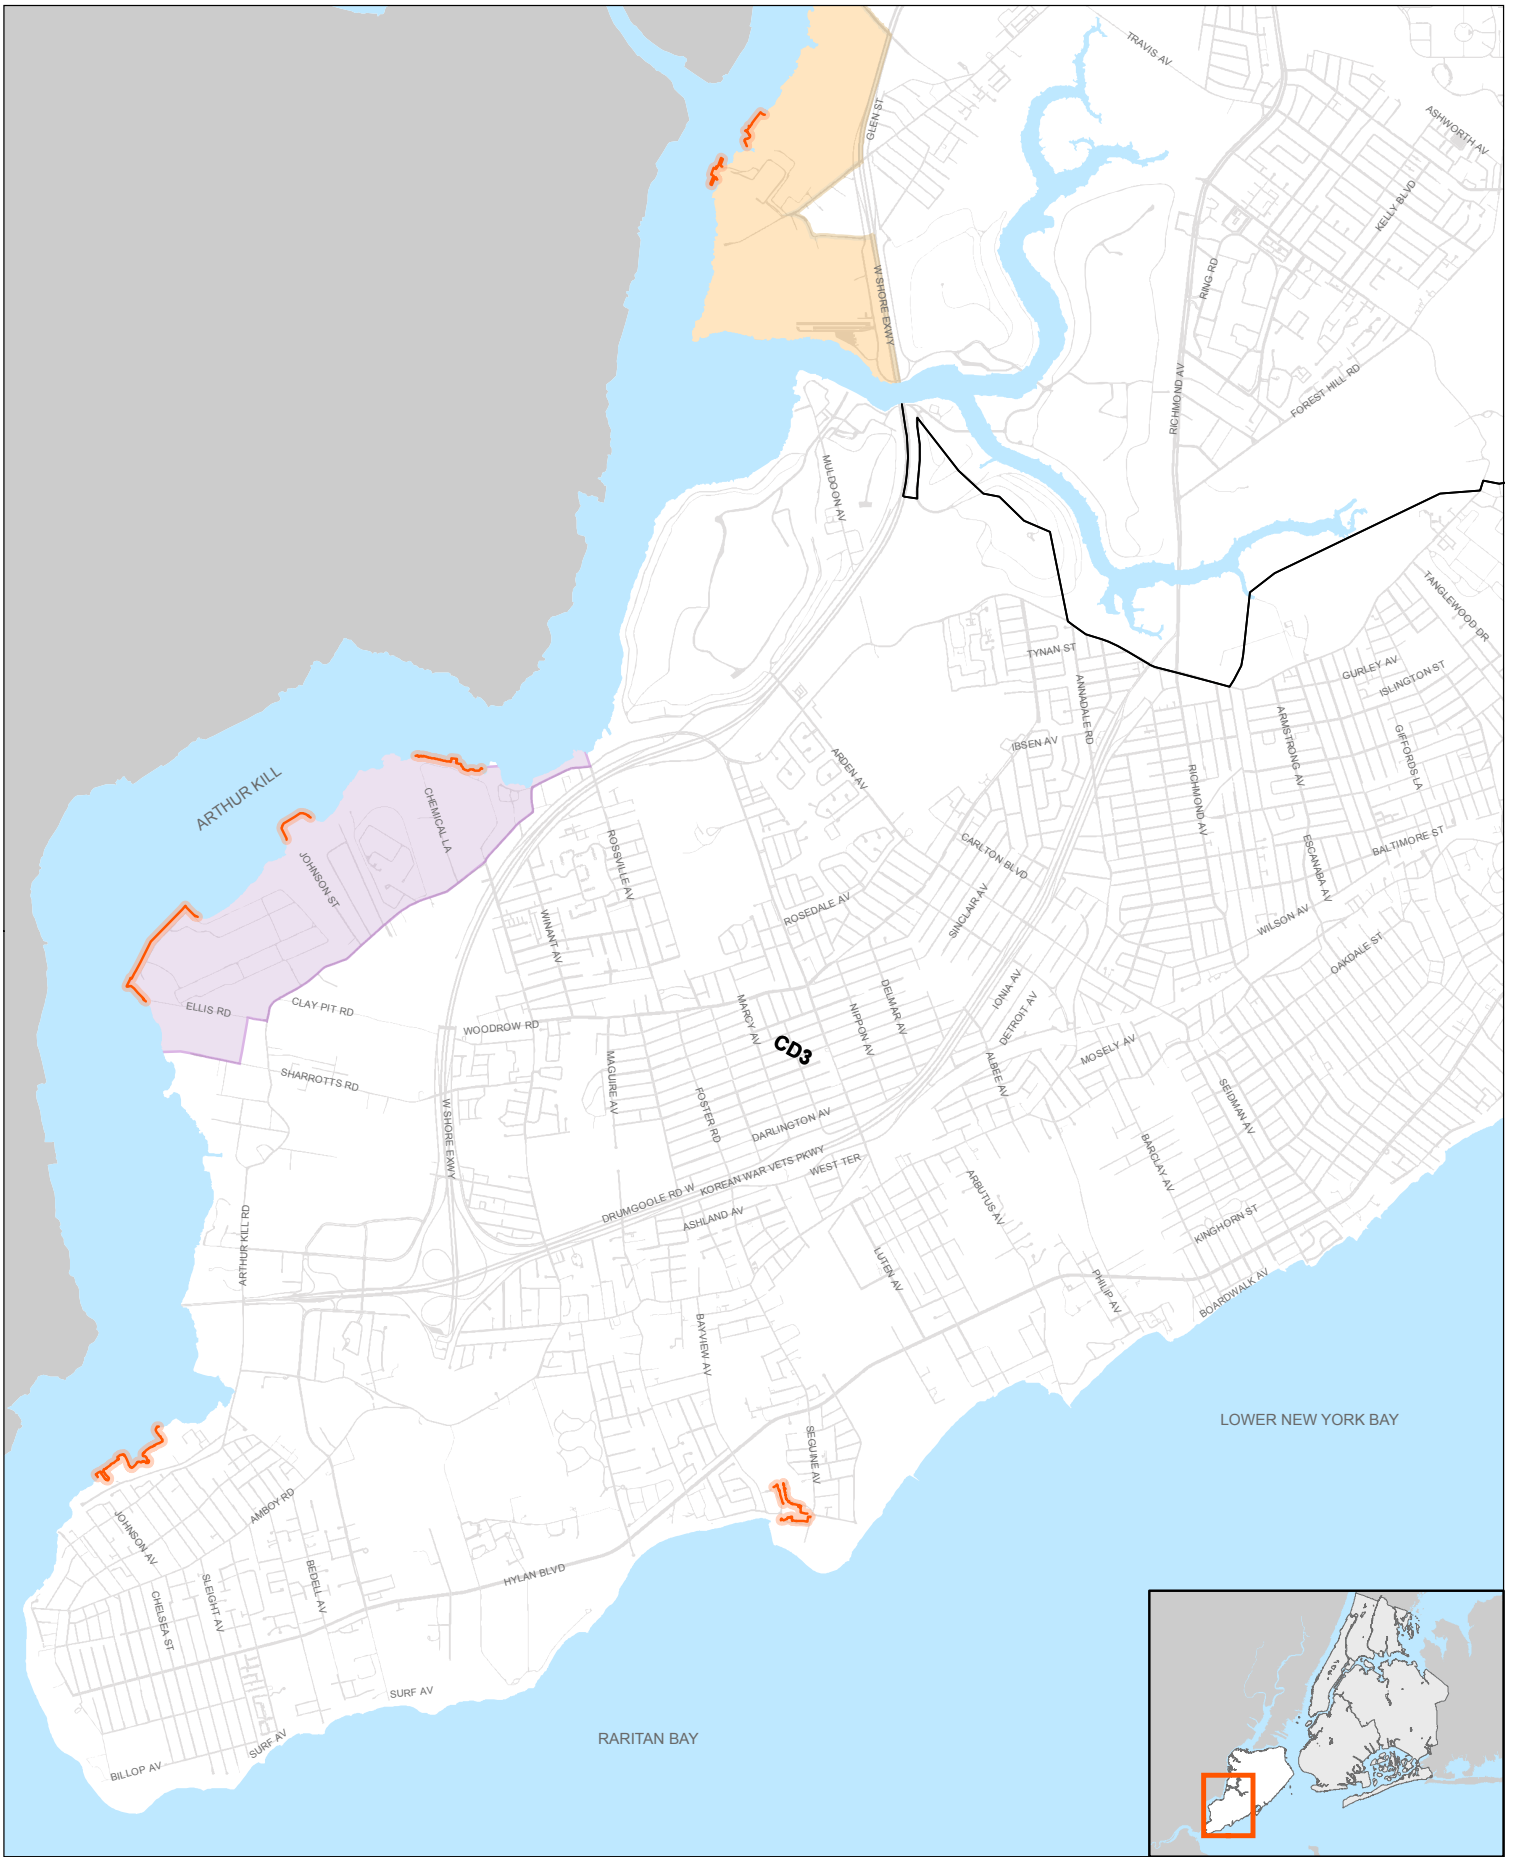 TRAVIS AV
GLEN ST
ASHWORTH AV
KELLY BLVD
RING RD
W SHORE EXWY
FOREST HILL RD
RICHMOND AV
MULDOON AV
TANGLEWOOD DR
TYNAN ST
GURLEY AV
ISLINGTON ST
ANNADALE RD
ARMSTRONG AV
GIFFORDS LA
IBSEN AV
ARDEN AV
RICHMOND AV
ARTHUR KILL
CHEMICAL LA
ROSSVILLE AV
CARLTON BLVD
BALTIMORE ST
ESCANABA AV
JOHNSON ST
SINCLAIR AV
ROSEDALE AV
WINANT AV
WILSON AV
OAKDALE ST
IONIA AV
DELMAR AV
ELLIS RD
CLAY PIT RD
MARCY AV
NIPPON AV
DETROIT AV
WOODROW RD
CD3
MOSELY AV
ALBEE AV
MAGUIRE AV
SHARROTTS RD
SEIDMAN AV
FOSTER RD
DARLINGTON AV
W SHORE EXWY
BARCLAY AV
KOREAN WAR VETS PKWY
WEST TER
DRUMGOOLE RD W
ARBUTUS AV
ASHLAND AV
KINGHORN ST
ARTHUR KILL RD
LUTEN AV
PHILIP AV
BOARDWALK AV
BAYVIEW AV
LOWER NEW YORK BAY
SEGUINE AV
AMBOY RD
JOHNSON AV
HYLAN BLVD
BEDELL AV
SLEIGHT AV
CHELSEA ST
SURF AV
RARITAN BAY
SURF AV
BILLOP AV